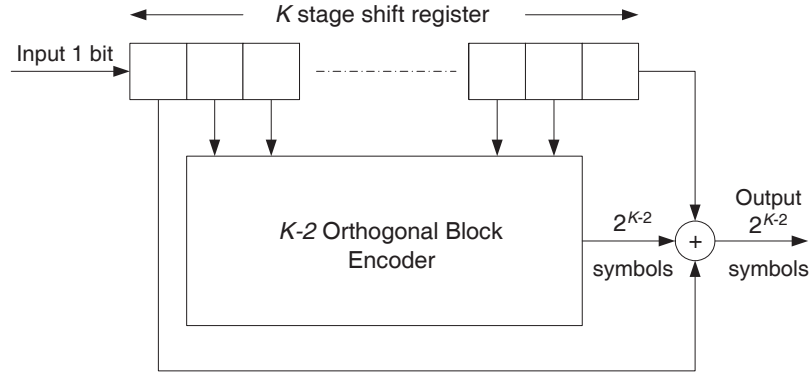 K stage shift register
Input 1 bit
K-2 Orthogonal Block
Encoder
2^{K-2}
symbols
+
Output
2^{K-2}
symbols